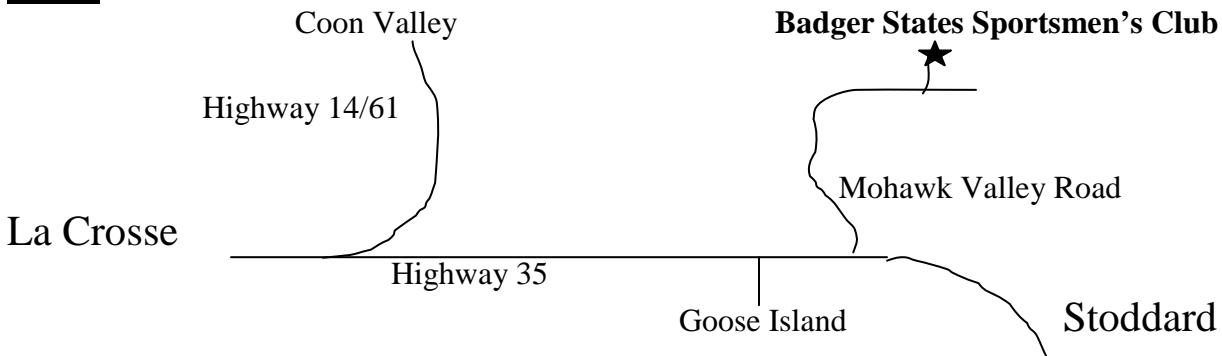 Coon Valley
Badger States Sportsmen’s Club
Highway 14/61
Mohawk Valley Road
La Crosse
Highway 35
Goose Island
Stoddard